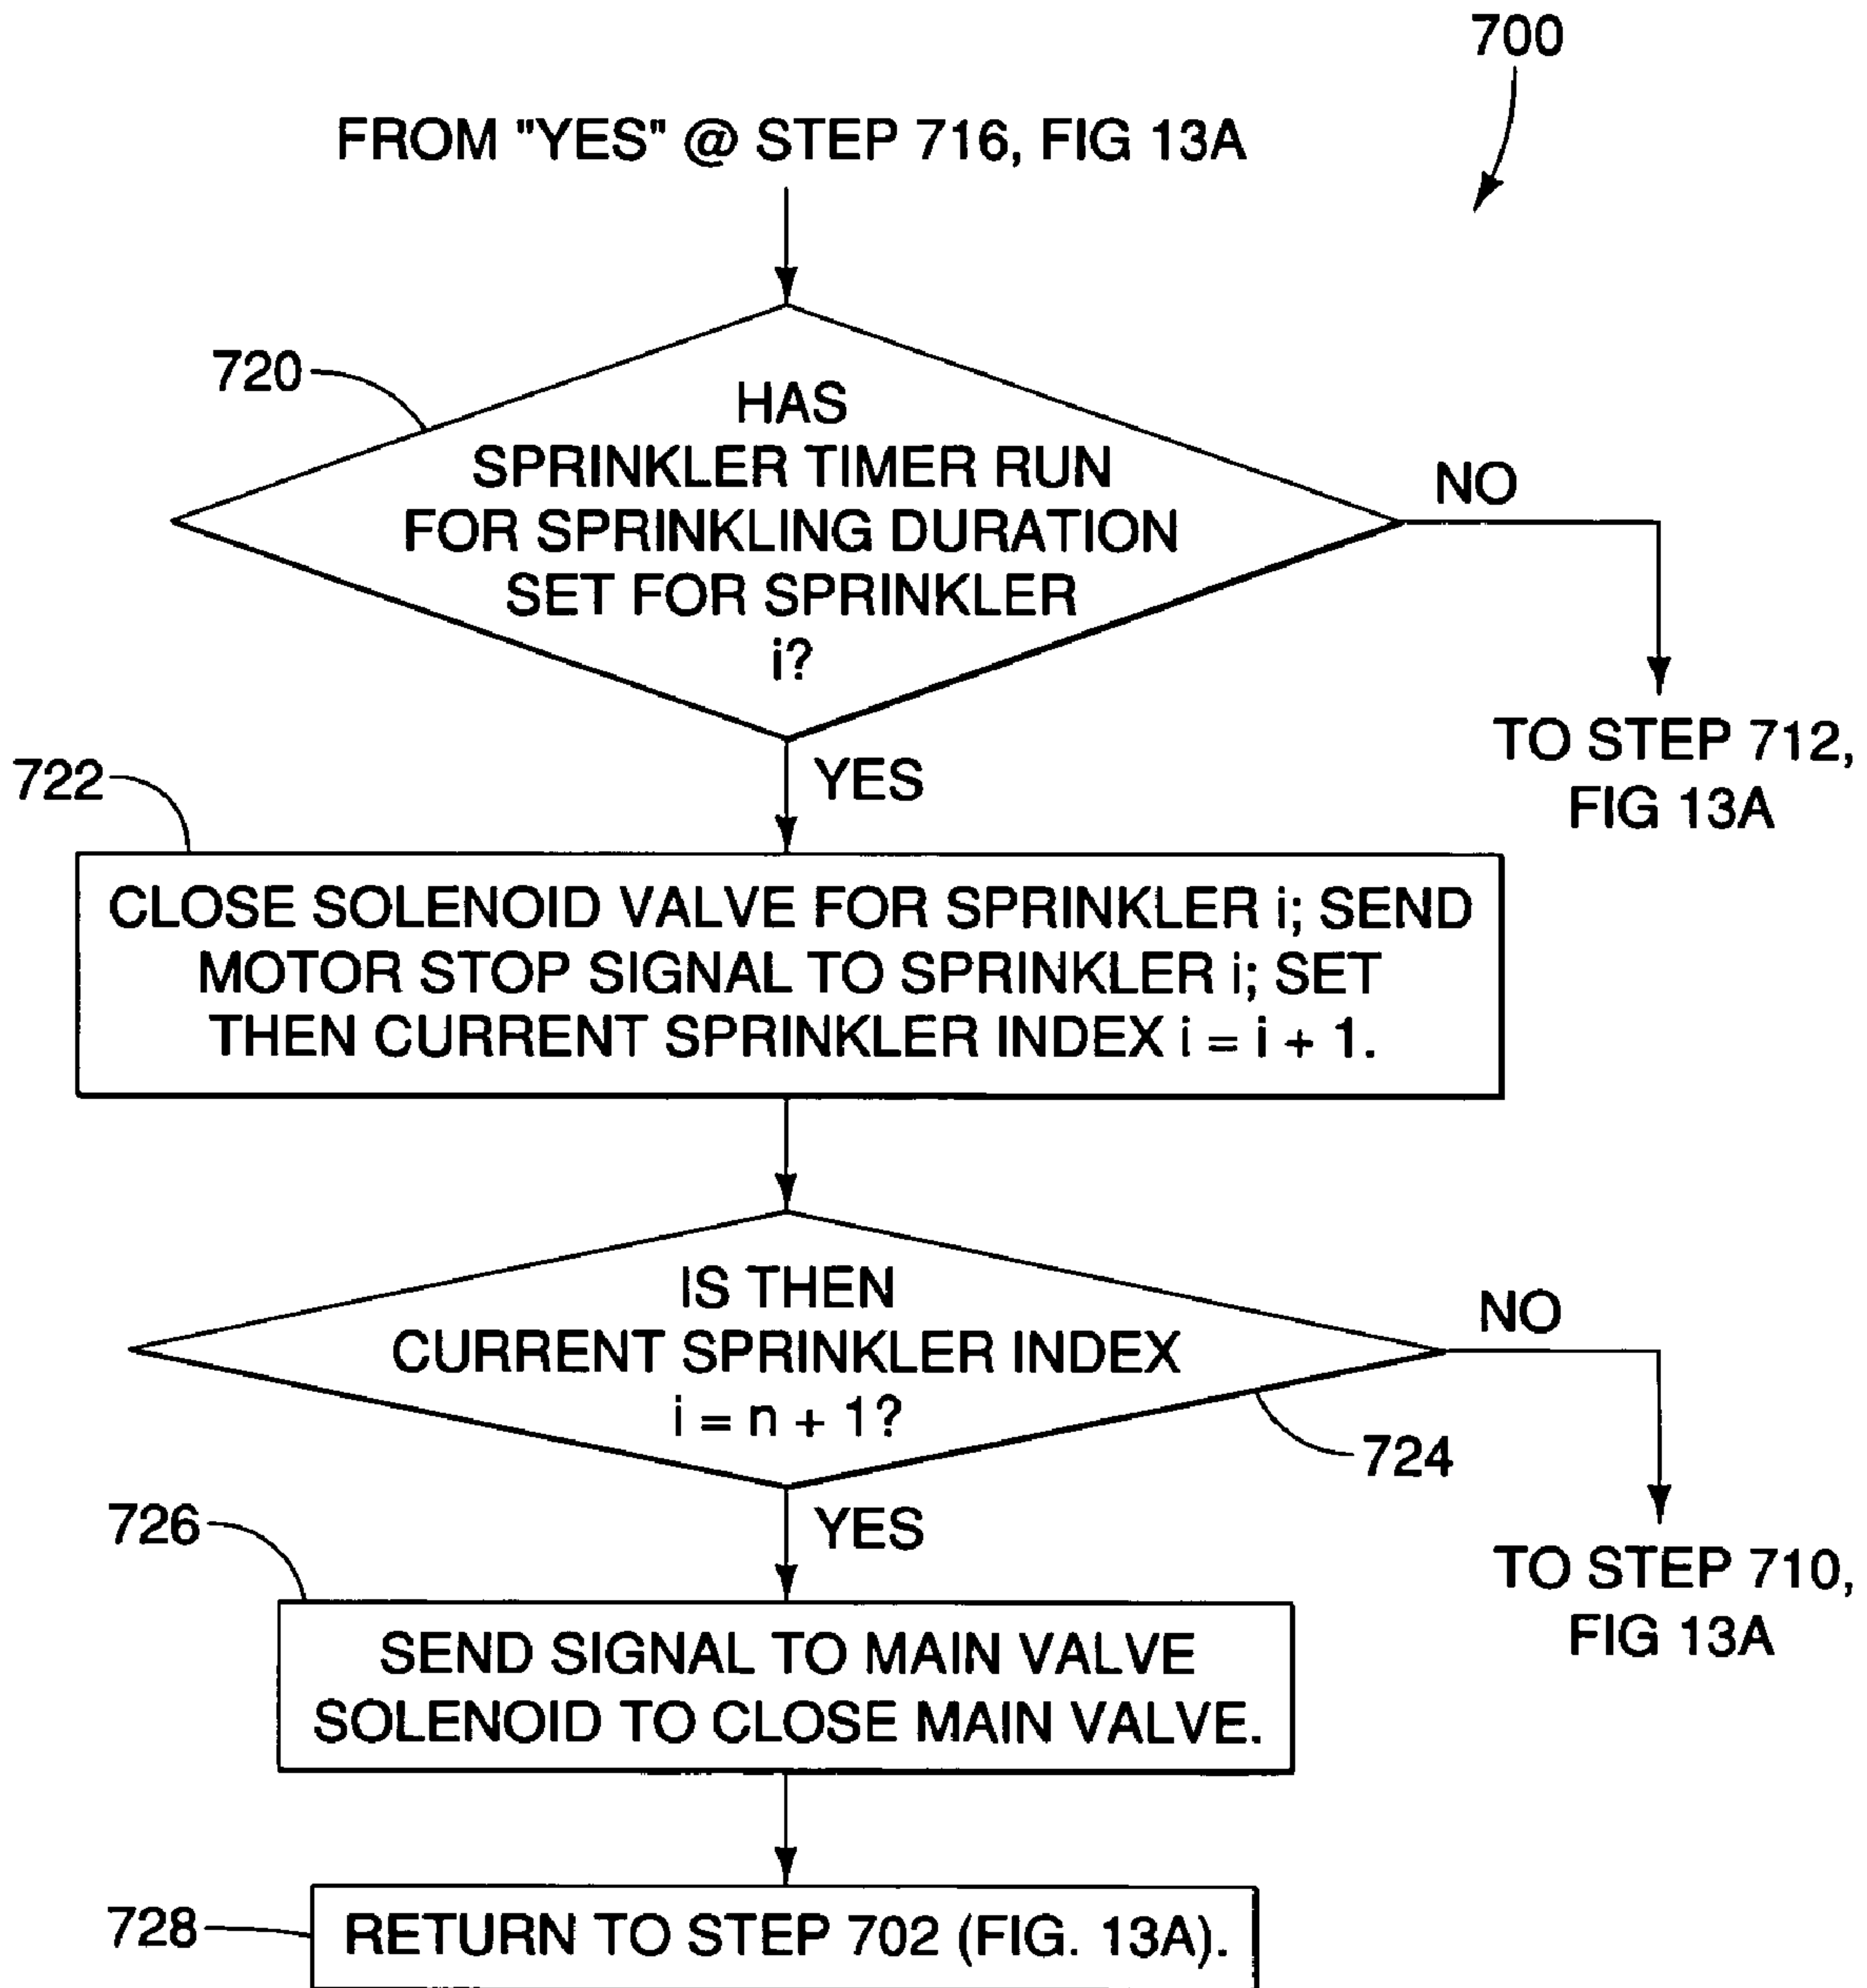 700
FROM "YES" @ STEP 716, FIG 13A
720
HAS
SPRINKLER TIMER RUN
FOR SPRINKLING DURATION
SET FOR SPRINKLER
i?
NO
TO STEP 712,
FIG 13A
YES
722
CLOSE SOLENOID VALVE FOR SPRINKLER i; SEND
MOTOR STOP SIGNAL TO SPRINKLER i; SET
THEN CURRENT SPRINKLER INDEX i = i + 1.
IS THEN
CURRENT SPRINKLER INDEX
i = n + 1?
NO
724
TO STEP 710,
FIG 13A
YES
726
SEND SIGNAL TO MAIN VALVE
SOLENOID TO CLOSE MAIN VALVE.
728
RETURN TO STEP 702 (FIG. 13A).